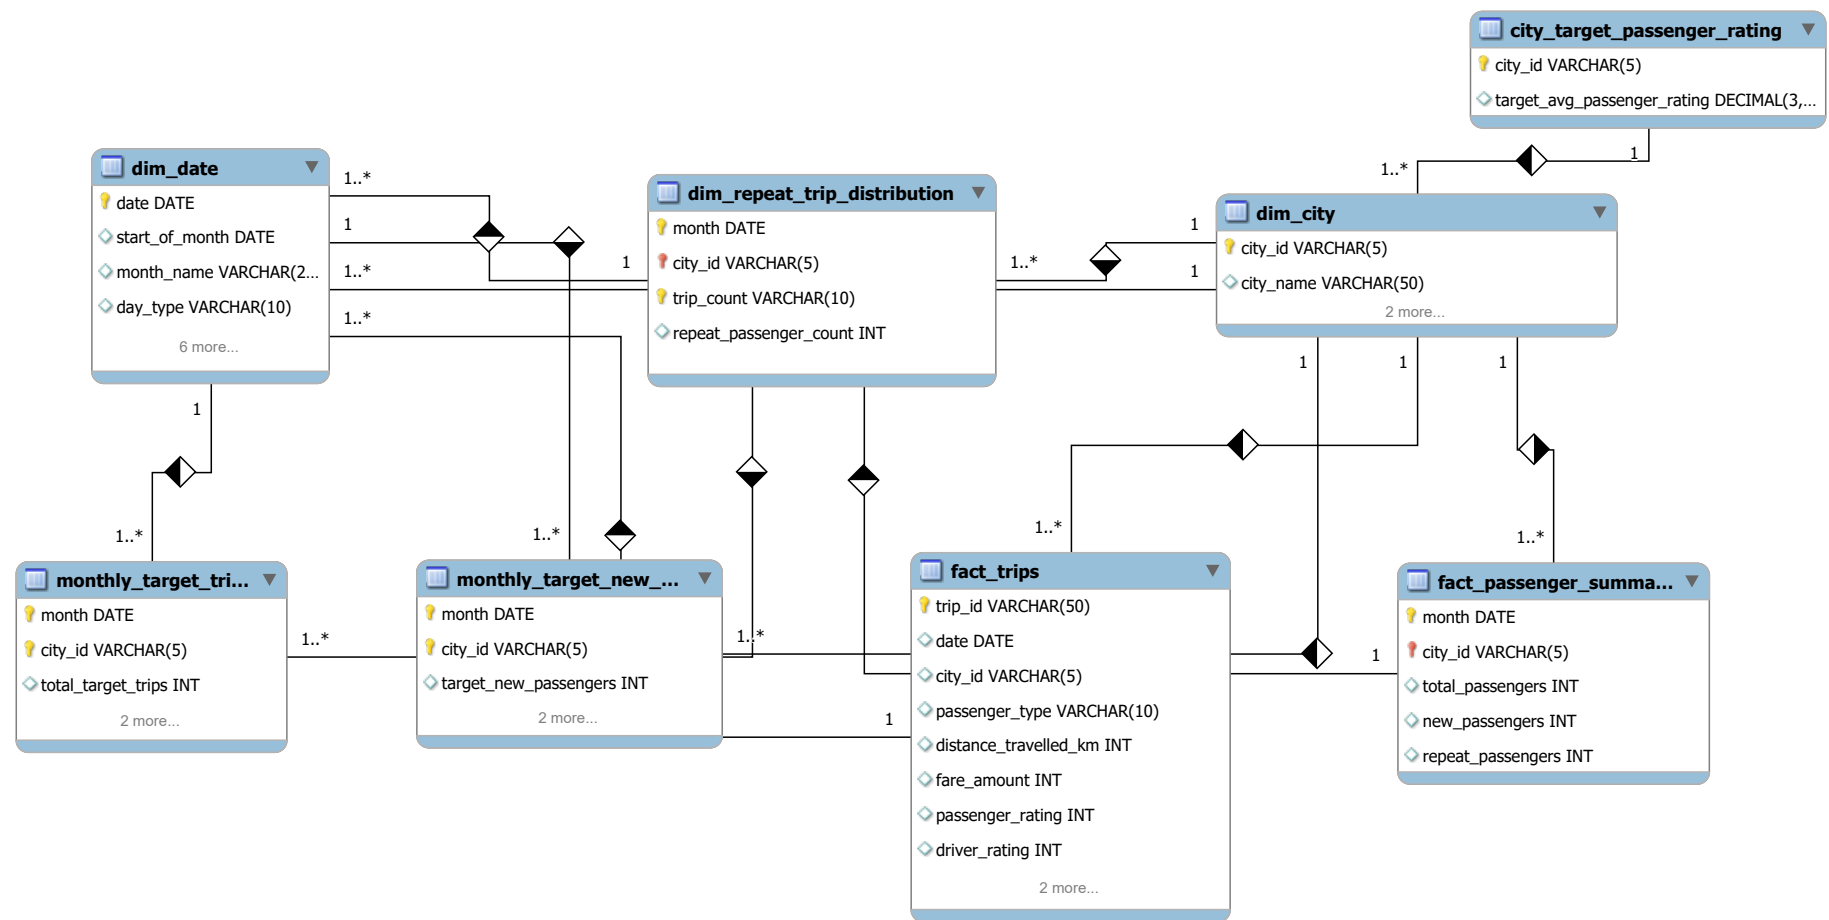 city_target_passenger_rating
city_id VARCHAR(5)
target_avg_passenger_rating DECIMAL(3,...
1
1..*
dim_date
date DATE
start_of_month DATE
month_name VARCHAR(2...
day_type VARCHAR(10)
6 more...
1..*
1
1..*
1..*
1
dim_repeat_trip_distribution
month DATE
city_id VARCHAR(5)
trip_count VARCHAR(10)
repeat_passenger_count INT
1
1..*
1
1
dim_city
city_id VARCHAR(5)
city_name VARCHAR(50)
2 more...
1
1
1
1..*
1..*
1..*
1..*
monthly_target_tri...
month DATE
city_id VARCHAR(5)
total_target_trips INT
2 more...
1..*
monthly_target_new_...
month DATE
city_id VARCHAR(5)
target_new_passengers INT
2 more...
1..*
1
fact_trips
trip_id VARCHAR(50)
date DATE
city_id VARCHAR(5)
passenger_type VARCHAR(10)
distance_travelled_km INT
fare_amount INT
passenger_rating INT
driver_rating INT
2 more...
1
fact_passenger_summa...
month DATE
city_id VARCHAR(5)
total_passengers INT
new_passengers INT
repeat_passengers INT